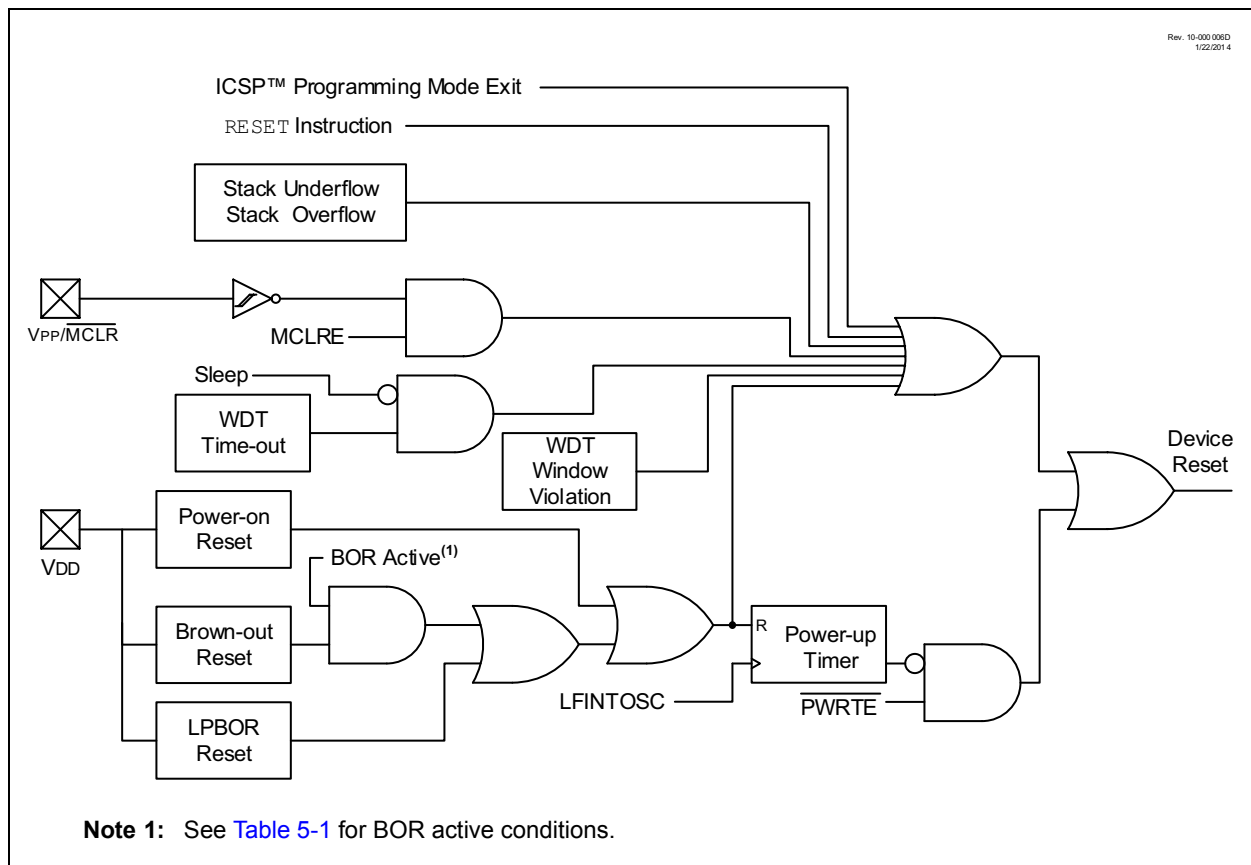 Rev. 10-000 006D
1/22/201 4
ICSP™ Programming Mode Exit
RESET Instruction
Stack Underflow
Stack Overflow
VPP/MCLR
MCLRE
Sleep
WDT
Time-out
WDT
Window
Violation
Device
Reset
VDD
Power-on
Reset
BOR Active(1)
Brown-out
Reset
R
Power-up
Timer
LFINTOSC
PWRTE
LPBOR
Reset
Note 1: See Table 5-1 for BOR active conditions.